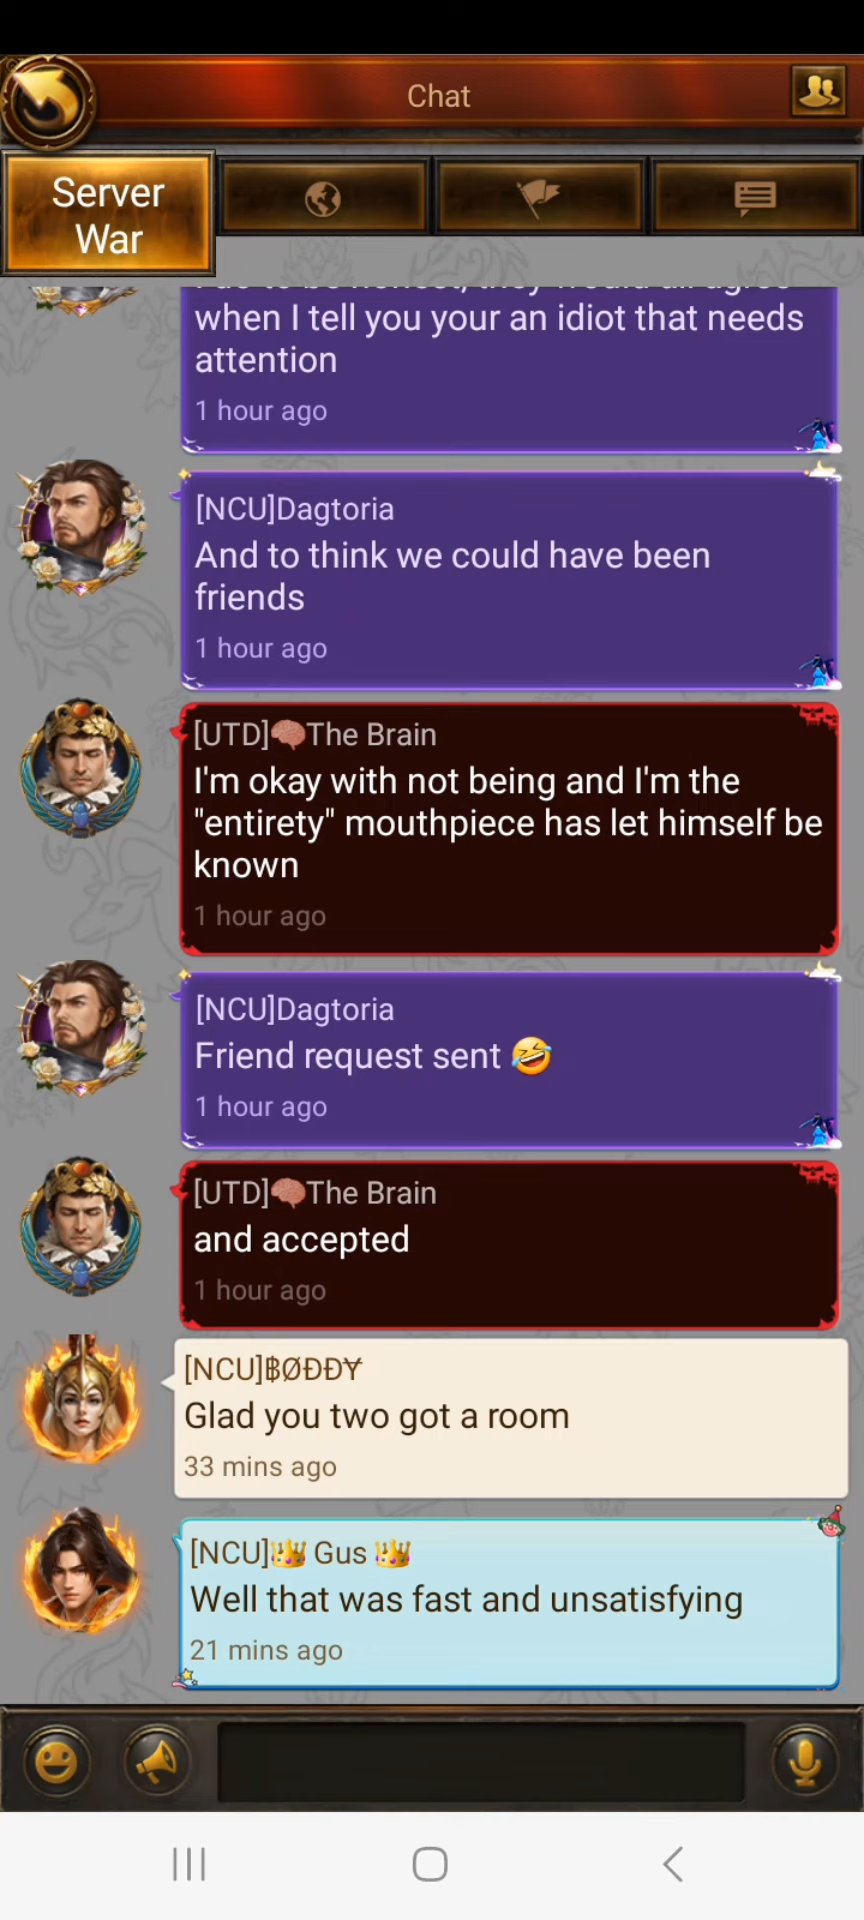 Chat
Server
War
when I tell you your an idiot that needs
attention
1 hour ago
[NCU]Dagtoria
And to think we could have been
friends
1 hour ago
[UTD]🧠The Brain
I'm okay with not being and I'm the
"entirety" mouthpiece has let himself be
known
1 hour ago
[NCU]Dagtoria
Friend request sent 🤣
1 hour ago
[UTD]🧠The Brain
and accepted
1 hour ago
[NCU]฿ØĐĐɎ
Glad you two got a room
33 mins ago
[NCU]👑 Gus 👑
Well that was fast and unsatisfying
21 mins ago